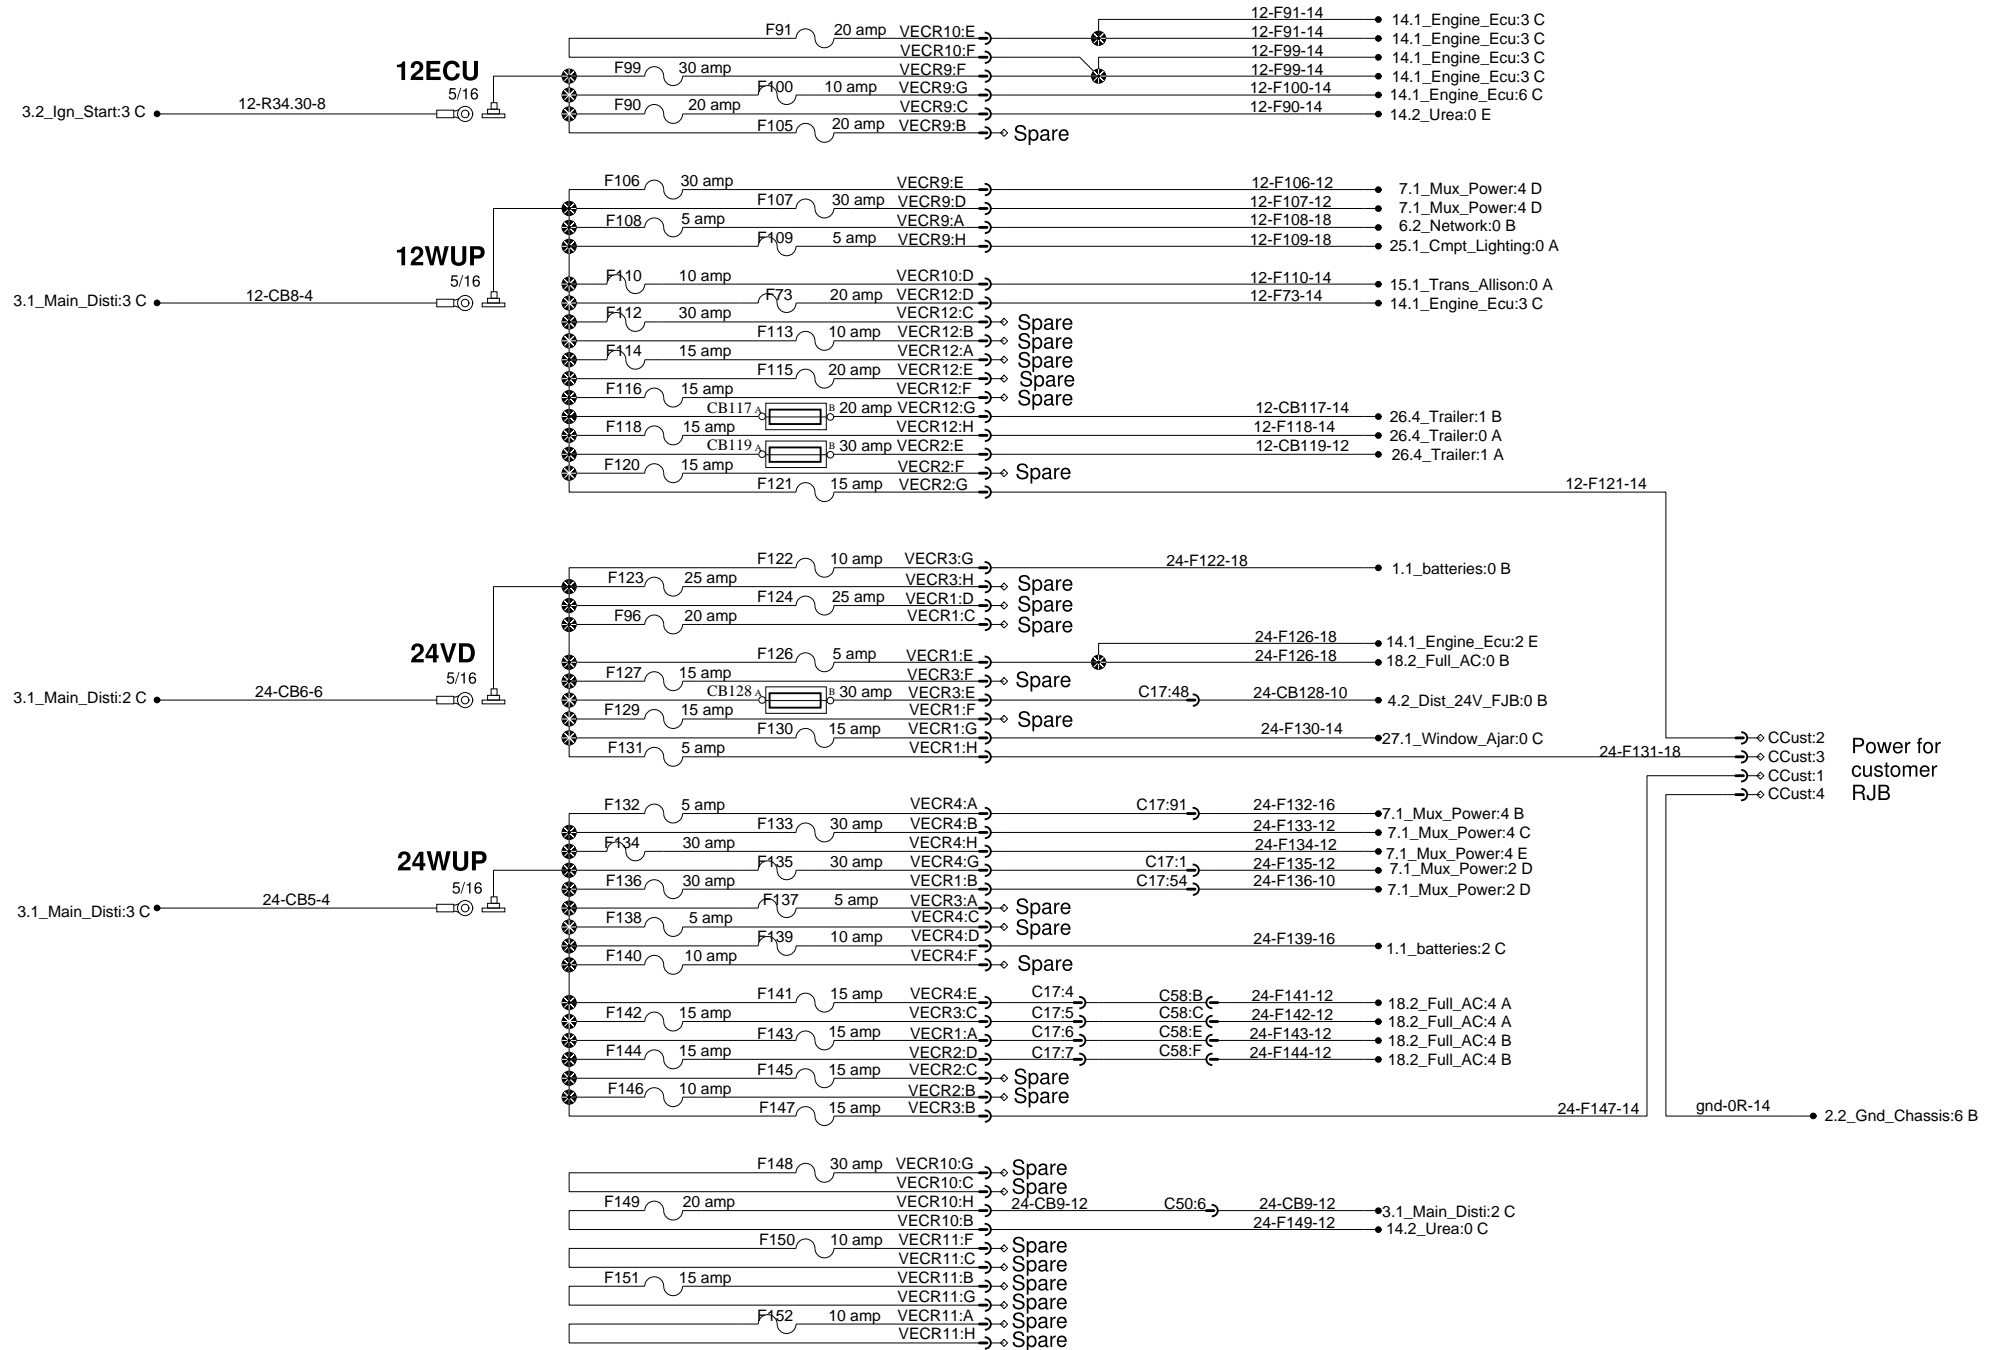 F91 20 amp VECR10:E 12-F91-14 14.1_Engine_Ecu:3 C
12-F91-14 14.1_Engine_Ecu:3 C
VECR10:F 12-F99-14 14.1_Engine_Ecu:3 C
12ECU F99 30 amp VECR9:F 12-F99-14 14.1_Engine_Ecu:3 C
5/16 F100 10 amp VECR9:G 12-F100-14 14.1_Engine_Ecu:6 C
3.2_Ign_Start:3 C 12-R34.30-8 F90 20 amp VECR9:C 12-F90-14 14.2_Urea:0 E
F105 20 amp VECR9:B Spare
F106 30 amp VECR9:E 12-F106-12 7.1_Mux_Power:4 D
F107 30 amp VECR9:D 12-F107-12 7.1_Mux_Power:4 D
F108 5 amp VECR9:A 12-F108-18 6.2_Network:0 B
12WUP F109 5 amp VECR9:H 12-F109-18 25.1_Cmpt_Lighting:0 A
5/16 F110 10 amp VECR10:D 12-F110-14 15.1_Trans_Allison:0 A
3.1_Main_Disti:3 C 12-CB8-4 F73 20 amp VECR12:D 12-F73-14 14.1_Engine_Ecu:3 C
F112 30 amp VECR12:C Spare
F113 10 amp VECR12:B Spare
F114 15 amp VECR12:A Spare
F115 20 amp VECR12:E Spare
F116 15 amp VECR12:F Spare
CB117 A B 20 amp VECR12:G 12-CB117-14 26.4_Trailer:1 B
F118 15 amp VECR12:H 12-F118-14 26.4_Trailer:0 A
CB119 A B 30 amp VECR2:E 12-CB119-12 26.4_Trailer:1 A
F120 15 amp VECR2:F Spare
F121 15 amp VECR2:G 12-F121-14
F122 10 amp VECR3:G 24-F122-18 1.1_batteries:0 B
F123 25 amp VECR3:H Spare
F124 25 amp VECR1:D Spare
F96 20 amp VECR1:C Spare
24-F126-18 14.1_Engine_Ecu:2 E
24VD F126 5 amp VECR1:E 24-F126-18 18.2_Full_AC:0 B
5/16 F127 15 amp VECR3:F Spare
3.1_Main_Disti:2 C 24-CB6-6 CB128 A B 30 amp VECR3:E C17:48 24-CB128-10 4.2_Dist_24V_FJB:0 B
F129 15 amp VECR1:F Spare
F130 15 amp VECR1:G 24-F130-14 27.1_Window_Ajar:0 C
F131 5 amp VECR1:H 24-F131-18
CCust:2
CCust:3
CCust:1
CCust:4
Power for
customer
RJB
F132 5 amp VECR4:A C17:91 24-F132-16 7.1_Mux_Power:4 B
F133 30 amp VECR4:B 24-F133-12 7.1_Mux_Power:4 C
F134 30 amp VECR4:H 24-F134-12 7.1_Mux_Power:4 E
24WUP F135 30 amp VECR4:G C17:1 24-F135-12 7.1_Mux_Power:2 D
5/16 F136 30 amp VECR1:B C17:54 24-F136-10 7.1_Mux_Power:2 D
3.1_Main_Disti:3 C 24-CB5-4 F137 5 amp VECR3:A Spare
F138 5 amp VECR4:C Spare
F139 10 amp VECR4:D 24-F139-16 1.1_batteries:2 C
F140 10 amp VECR4:F Spare
F141 15 amp VECR4:E C17:4 C58:B 24-F141-12 18.2_Full_AC:4 A
F142 15 amp VECR3:C C17:5 C58:C 24-F142-12 18.2_Full_AC:4 A
F143 15 amp VECR1:A C17:6 C58:E 24-F143-12 18.2_Full_AC:4 B
F144 15 amp VECR2:D C17:7 C58:F 24-F144-12 18.2_Full_AC:4 B
F145 15 amp VECR2:C Spare
F146 10 amp VECR2:B Spare
F147 15 amp VECR3:B 24-F147-14 gnd-0R-14 2.2_Gnd_Chassis:6 B
F148 30 amp VECR10:G Spare
VECR10:C Spare
F149 20 amp VECR10:H 24-CB9-12 C50:6 24-CB9-12 3.1_Main_Disti:2 C
VECR10:B 24-F149-12 14.2_Urea:0 C
F150 10 amp VECR11:F Spare
VECR11:C Spare
F151 15 amp VECR11:B Spare
VECR11:G Spare
F152 10 amp VECR11:A Spare
VECR11:H Spare